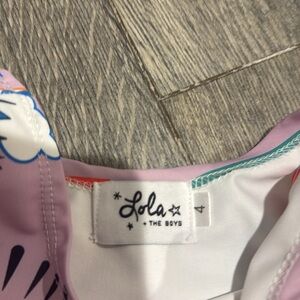 Lola
+ THE BOYS
4